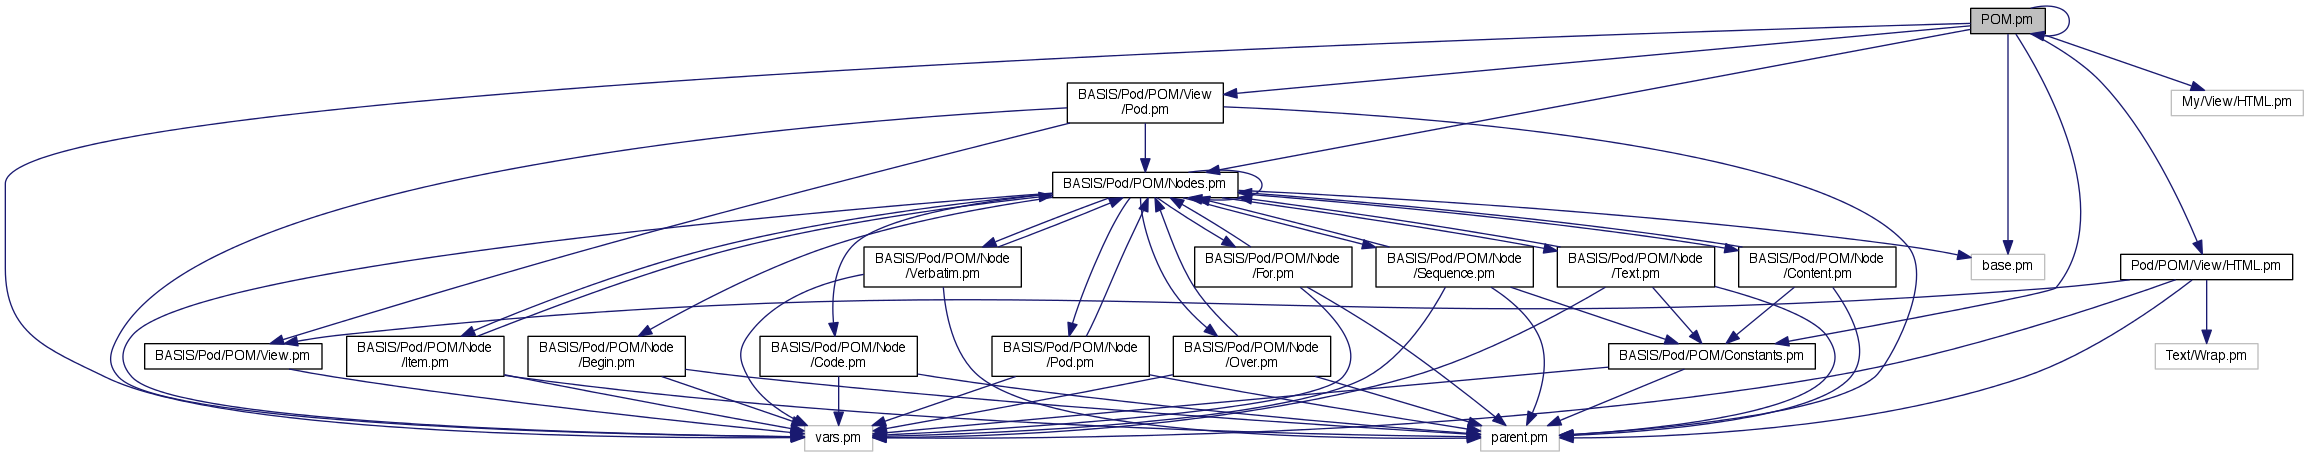 POM.pm
BASIS/Pod/POM/View
/Pod.pm
My/View/HTML.pm
BASIS/Pod/POM/Nodes.pm
BASIS/Pod/POM/Node
/Verbatim.pm
BASIS/Pod/POM/Node
/For.pm
BASIS/Pod/POM/Node
/Sequence.pm
BASIS/Pod/POM/Node
/Text.pm
BASIS/Pod/POM/Node
/Content.pm
base.pm
Pod/POM/View/HTML.pm
BASIS/Pod/POM/View.pm
BASIS/Pod/POM/Node
/Item.pm
BASIS/Pod/POM/Node
/Begin.pm
BASIS/Pod/POM/Node
/Code.pm
BASIS/Pod/POM/Node
/Pod.pm
BASIS/Pod/POM/Node
/Over.pm
BASIS/Pod/POM/Constants.pm
Text/Wrap.pm
vars.pm
parent.pm